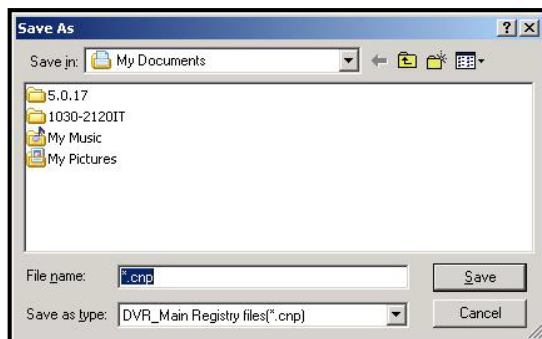 Save As
Save in: My Documents
5.0.17
1030-2120IT
My Music
My Pictures
File name: *.cnp Save
Save as type: DVR_Main Registry files(*.cnp) Cancel